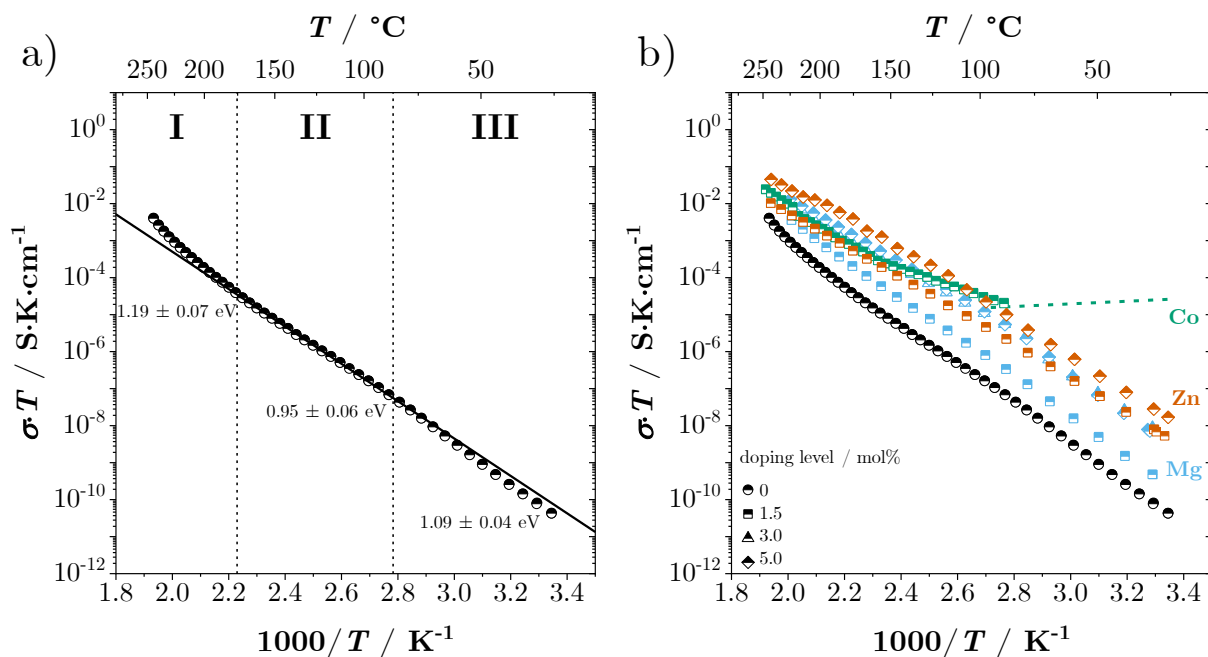 a)
T / °C
250 200 150 100 50
I II III
10⁰
10⁻²
10⁻⁴
10⁻⁶
10⁻⁸
10⁻¹⁰
10⁻¹²
σ·T / S·K·cm⁻¹
1.19 ± 0.07 eV
0.95 ± 0.06 eV
1.09 ± 0.04 eV
1.8 2.0 2.2 2.4 2.6 2.8 3.0 3.2 3.4
1000/T / K⁻¹
b)
T / °C
250 200 150 100 50
10⁰
10⁻²
10⁻⁴
10⁻⁶
10⁻⁸
10⁻¹⁰
10⁻¹²
σ·T / S·K·cm⁻¹
Co
Zn
Mg
doping level / mol%
0
1.5
3.0
5.0
1.8 2.0 2.2 2.4 2.6 2.8 3.0 3.2 3.4
1000/T / K⁻¹